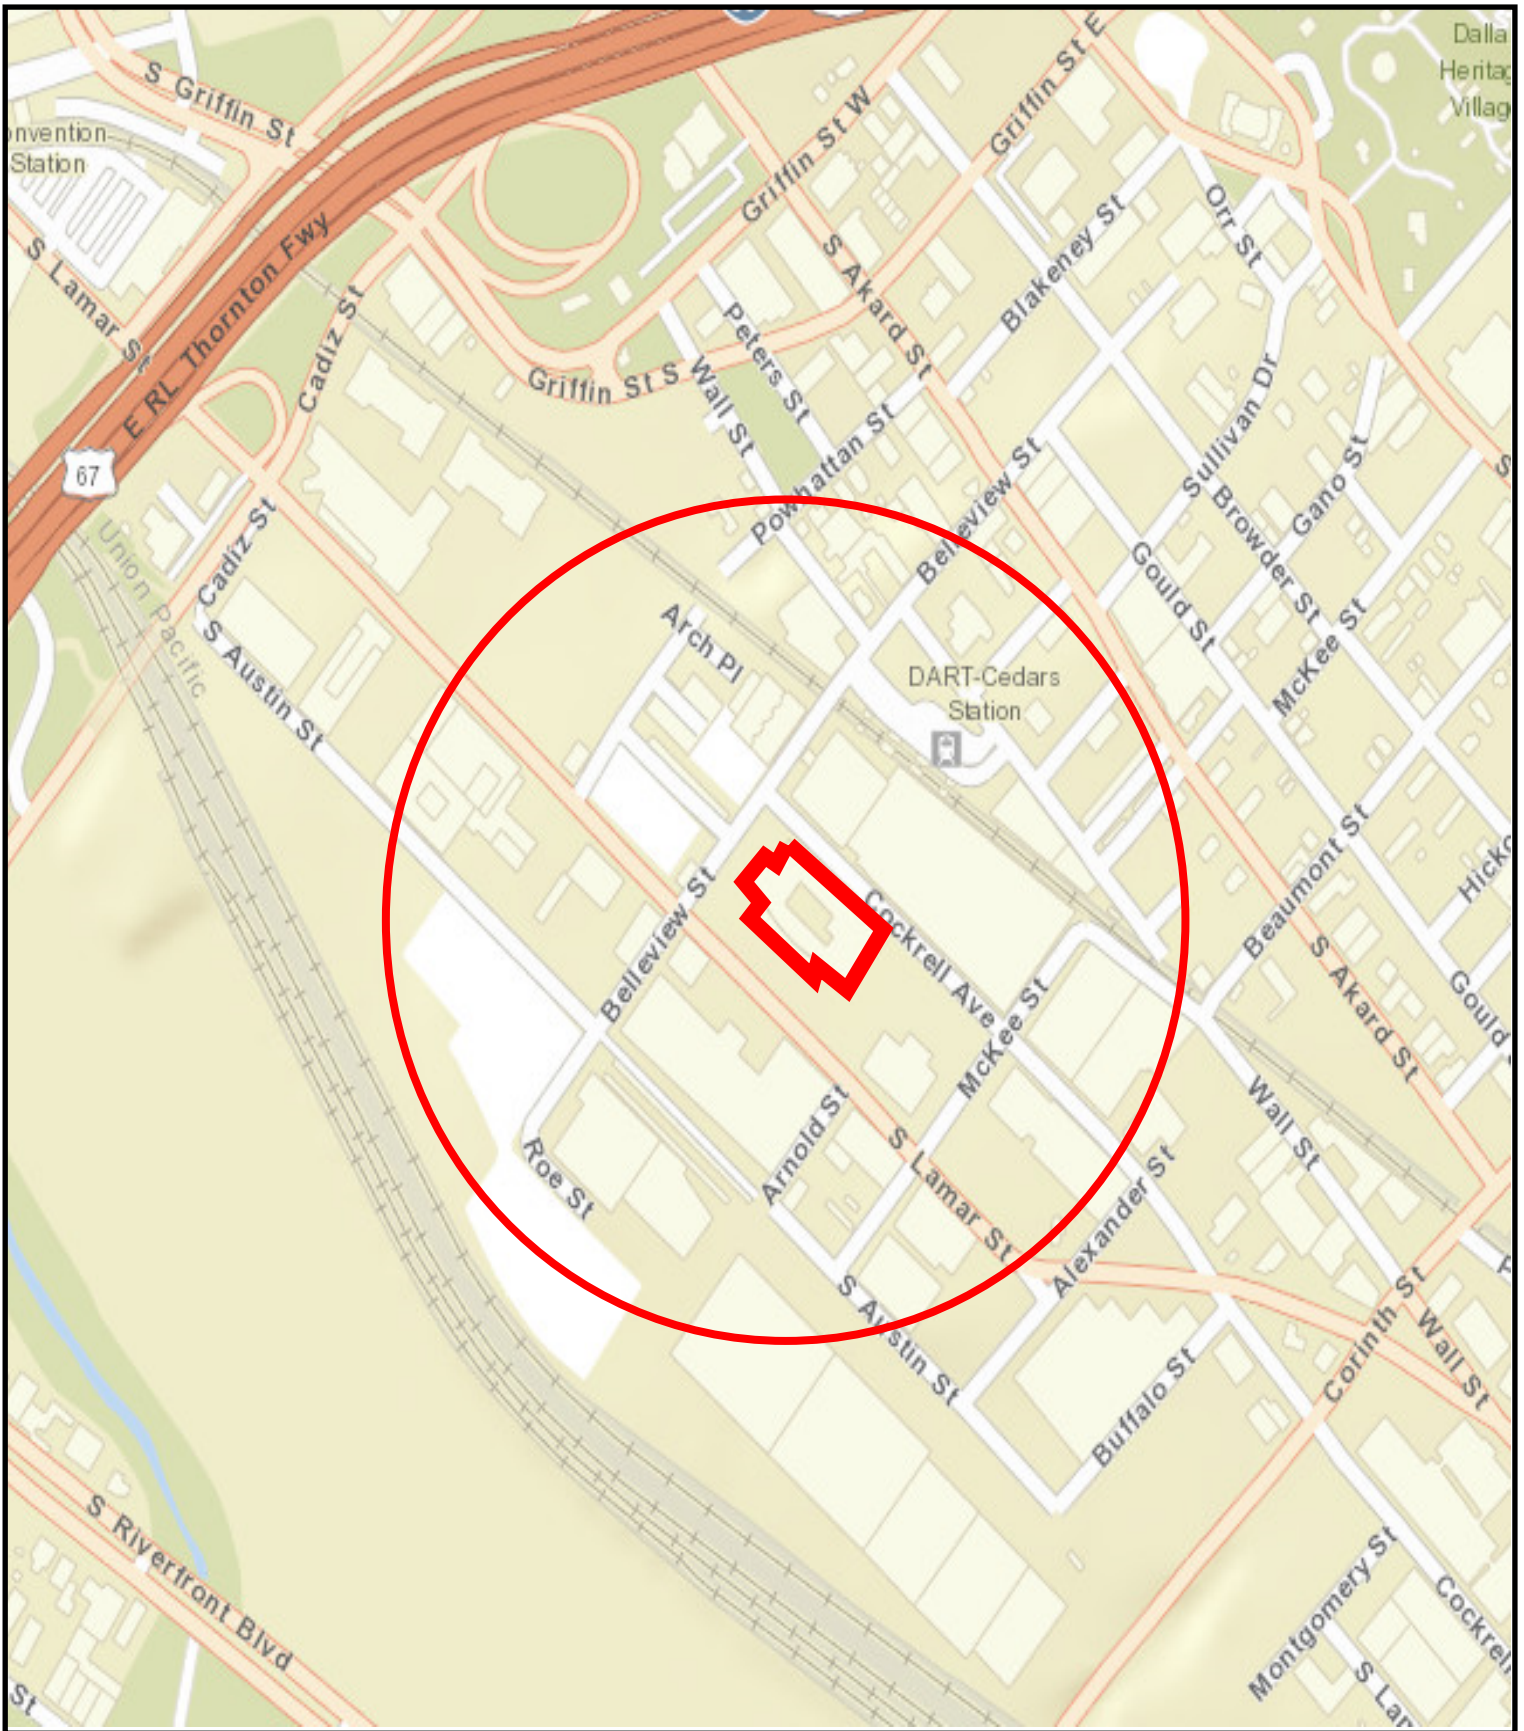 Dalla
Heritag
Villag
S Griffin St
onvention
Station
Griffin St W
Griffin St E
Orr St
S Lamar St
E RL Thornton Fwy
Cadiz St
S Akard St
Blakeney St
Peters St
Griffin St S
Wall St
Sullivan Dr
Powhattan St
Belleview St
Gano St
S
67
Browder St
Union Pacific
Cadiz St
Gould St
Arch Pl
McKee St
S Austin St
DART-Cedars
Station
Beaumont St
Hicko
Belleview St
Cockrell Ave
S Akard St
Gould
McKee St
Wall St
Arnold St
S Lamar St
Roe St
Alexander St
S Austin St
Corinth St
Wall St
Buffalo St
S Riverfront Blvd
Montgomery St
Cockrell
S Lam
St